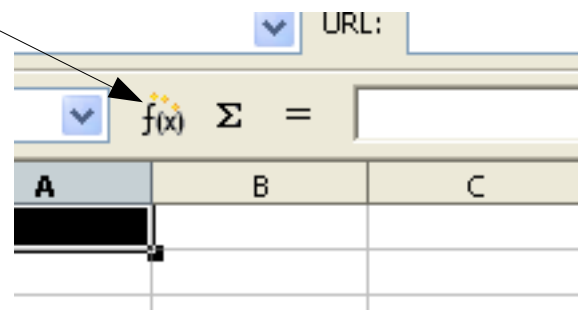 URL:
f(x) Σ =
A B C